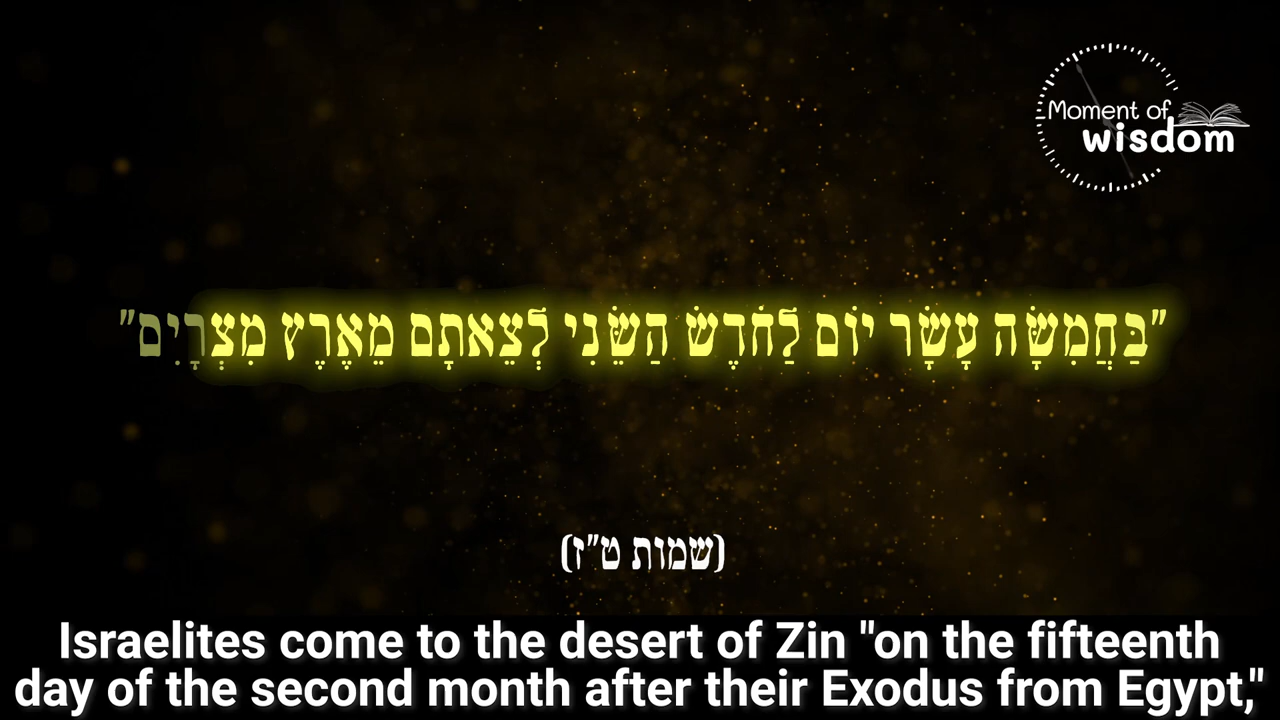 Moment of
wisdom
"בַּחֲמִשָּׁה עָשָׂר יוֹם לַחֹדֶשׁ הַשֵּׁנִי לְצֵאתָם מֵאֶרֶץ מִצְרָיִם"
(שמות ט"ז)
Israelites come to the desert of Zin "on the fifteenth
day of the second month after their Exodus from Egypt,"